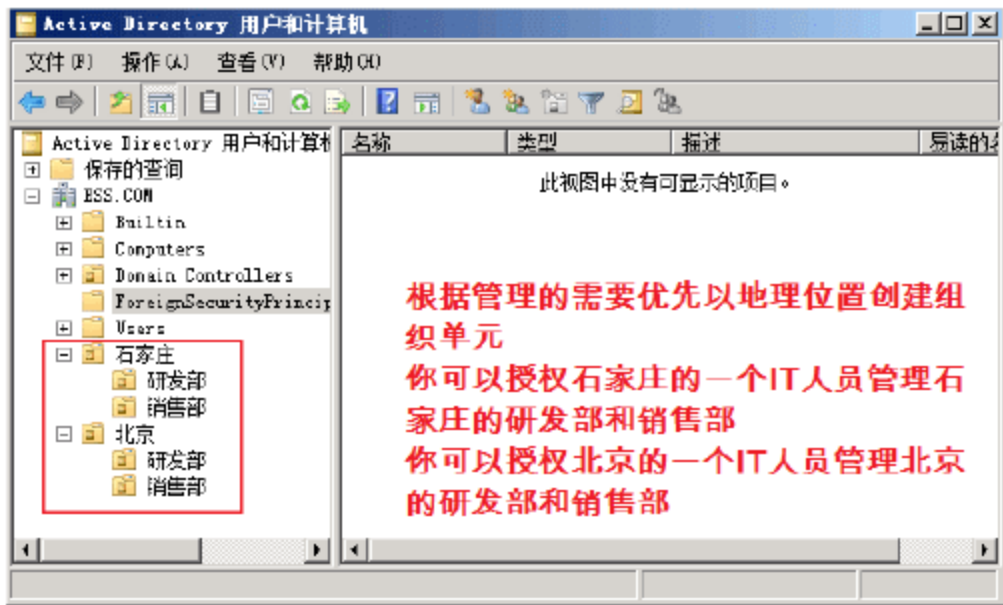 Active Directory 用户和计算机
文件(F) 操作(A) 查看(V) 帮助(H)
Active Directory 用户和计算机
名称 类型 描述 易读的名
保存的查询
此视图中没有可显示的项目。
ESS.COM
Builtin
Computers
Domain Controllers
ForeignSecurityPrincip
Users
石家庄
研发部
销售部
北京
研发部
销售部
根据管理的需要优先以地理位置创建组
织单元
你可以授权石家庄的一个IT人员管理石
家庄的研发部和销售部
你可以授权北京的一个IT人员管理北京
的研发部和销售部